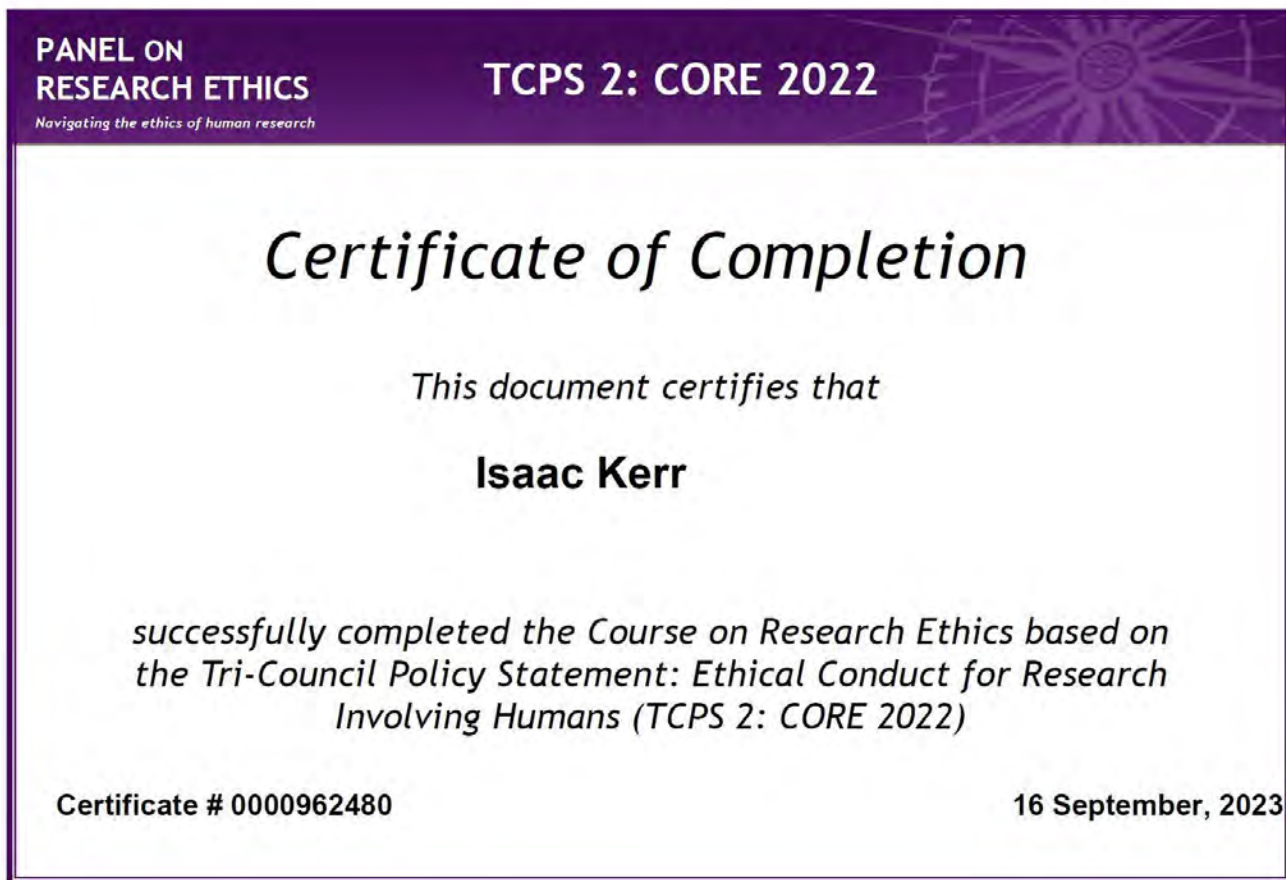 PANEL ON
RESEARCH ETHICS
Navigating the ethics of human research
TCPS 2: CORE 2022
Certificate of Completion
This document certifies that
Isaac Kerr
successfully completed the Course on Research Ethics based on
the Tri-Council Policy Statement: Ethical Conduct for Research
Involving Humans (TCPS 2: CORE 2022)
Certificate # 0000962480
16 September, 2023